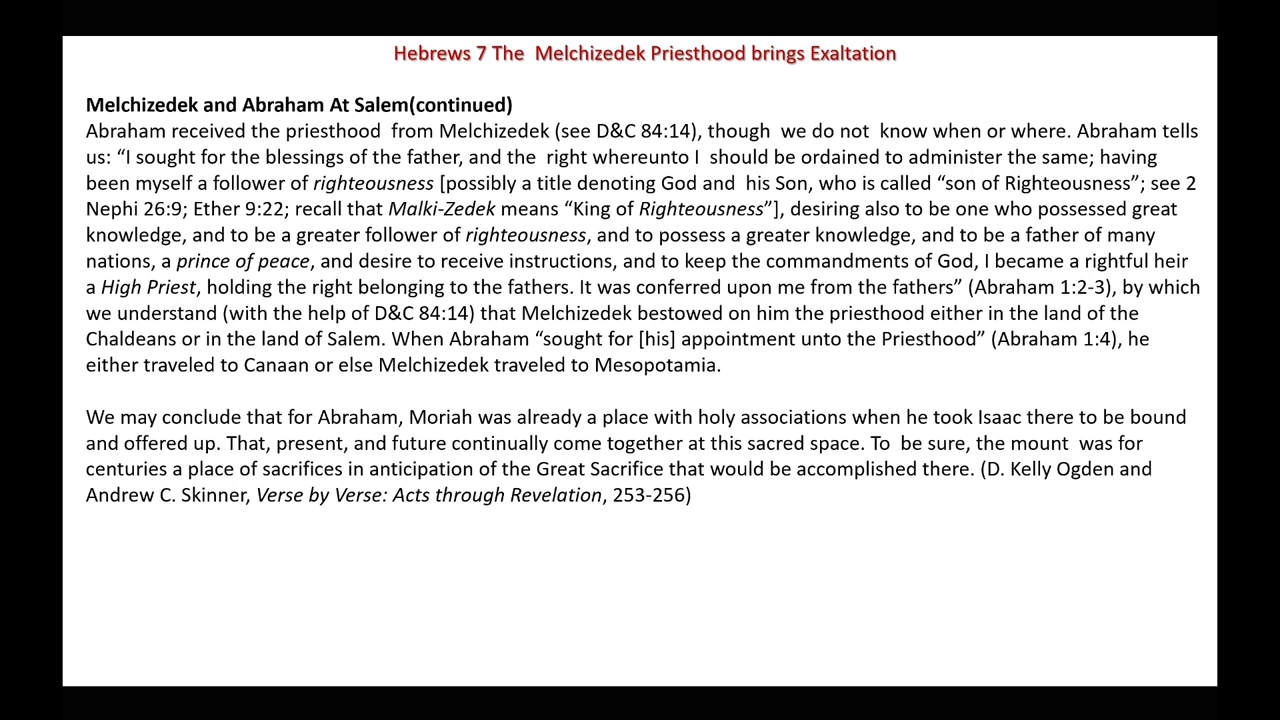 Hebrews 7 The  Melchizedek Priesthood brings Exaltation
Melchizedek and Abraham At Salem(continued)
Abraham received the priesthood  from Melchizedek (see D&C 84:14), though  we do not  know when or where. Abraham tells
us: “I sought for the blessings of the father, and the  right whereunto I  should be ordained to administer the same; having
been myself a follower of righteousness [possibly a title denoting God and  his Son, who is called “son of Righteousness”; see 2
Nephi 26:9; Ether 9:22; recall that Malki-Zedek means “King of Righteousness”], desiring also to be one who possessed great
knowledge, and to be a greater follower of righteousness, and to possess a greater knowledge, and to be a father of many
nations, a prince of peace, and desire to receive instructions, and to keep the commandments of God, I became a rightful heir
a High Priest, holding the right belonging to the fathers. It was conferred upon me from the fathers” (Abraham 1:2-3), by which
we understand (with the help of D&C 84:14) that Melchizedek bestowed on him the priesthood either in the land of the
Chaldeans or in the land of Salem. When Abraham “sought for [his] appointment unto the Priesthood” (Abraham 1:4), he
either traveled to Canaan or else Melchizedek traveled to Mesopotamia.
We may conclude that for Abraham, Moriah was already a place with holy associations when he took Isaac there to be bound
and offered up. That, present, and future continually come together at this sacred space. To  be sure, the mount  was for
centuries a place of sacrifices in anticipation of the Great Sacrifice that would be accomplished there. (D. Kelly Ogden and
Andrew C. Skinner, Verse by Verse: Acts through Revelation, 253-256)